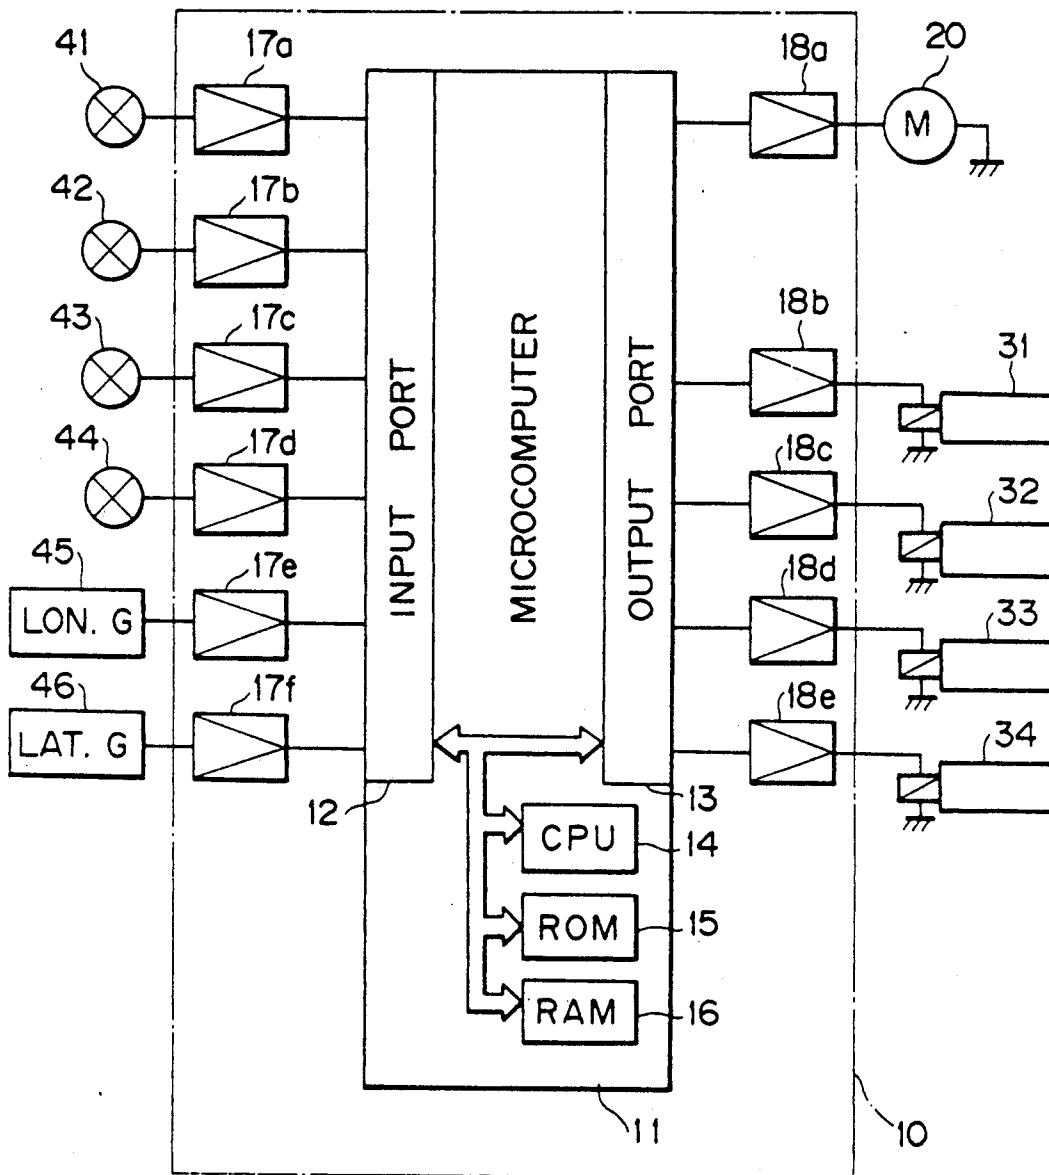 41
17a
18a
20
M
42
17b
43
17c
18b
31
44
17d
18c
32
45
17e
18d
33
LON. G
46
17f
18e
34
LAT. G
INPUT PORT
MICROCOMPUTER
OUTPUT PORT
12
13
CPU
14
ROM
15
RAM
16
11
10